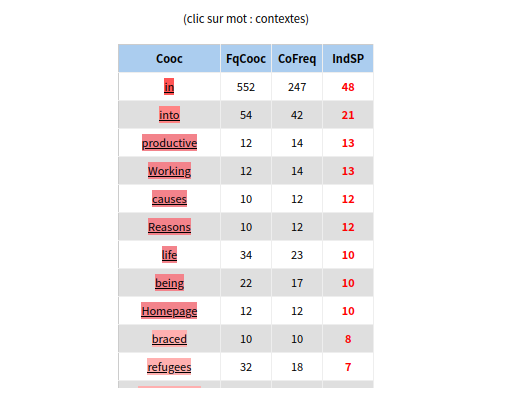 (clic sur mot : contextes)
Cooc FqCooc CoFreq IndSP
in 552 247 48
into 54 42 21
productive 12 14 13
Working 12 14 13
causes 10 12 12
Reasons 10 12 12
life 34 23 10
being 22 17 10
Homepage 12 12 10
braced 10 10 8
refugees 32 18 7